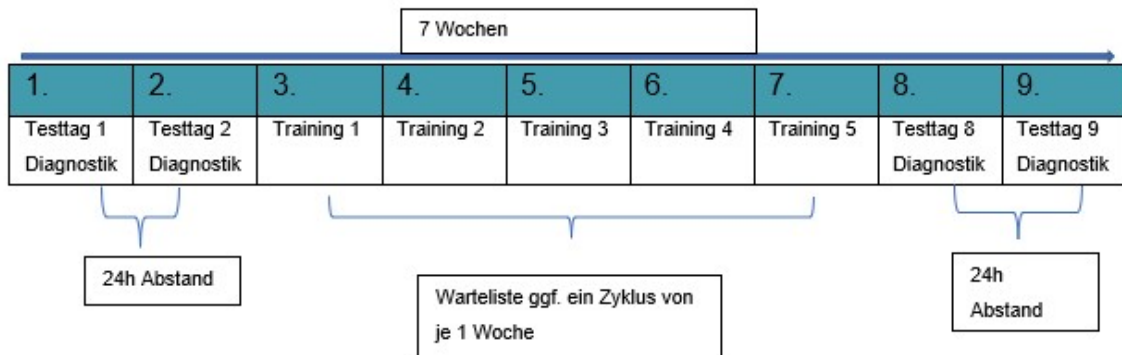 7 Wochen
1. 2. 3. 4. 5. 6. 7. 8. 9.
Testtag 1 Testtag 2 Training 1 Training 2 Training 3 Training 4 Training 5 Testtag 8 Testtag 9
Diagnostik Diagnostik Diagnostik Diagnostik
24h Abstand
Warteliste ggf. ein Zyklus von
je 1 Woche
24h
Abstand